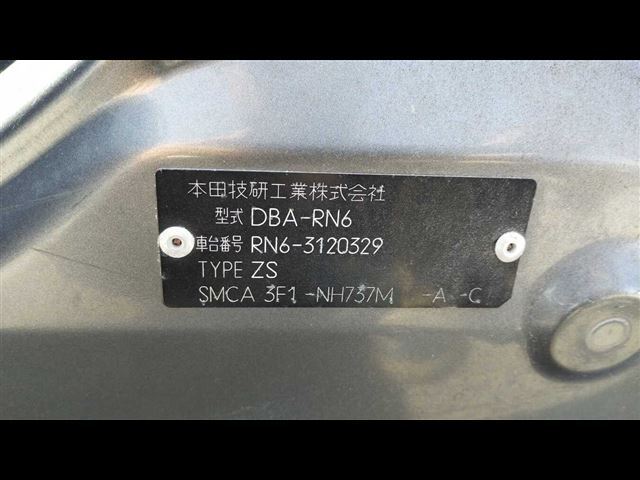 本田技研工業株式会社
型式 DBA-RN6
車台番号 RN6-3120329
TYPE ZS
SMCA 3F1 -NH737M -A -C